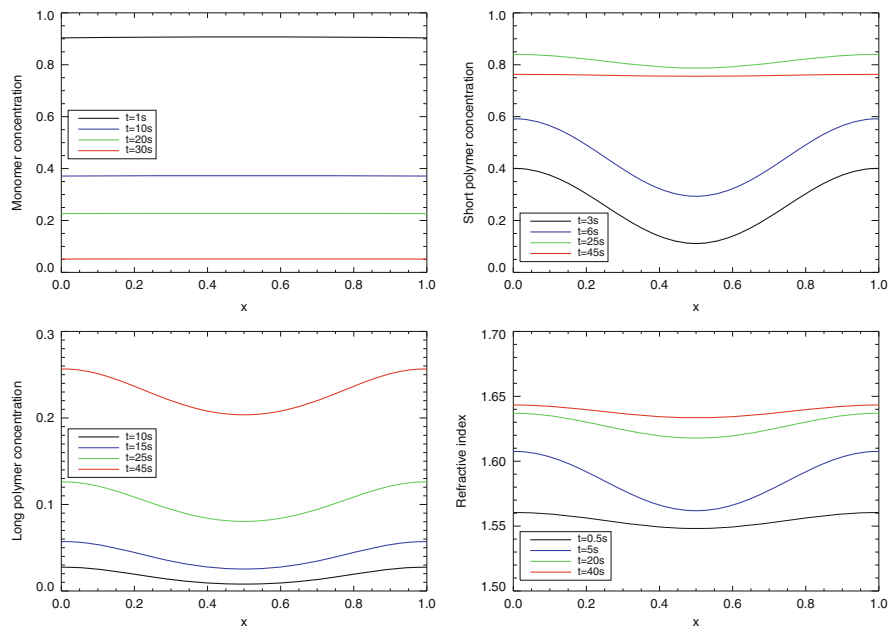 1.0
0.8
0.6
0.4
0.2
0.0
Monomer concentration
t=1s
t=10s
t=20s
t=30s
0.0 0.2 0.4 0.6 0.8 1.0
x
1.0
0.8
0.6
0.4
0.2
0.0
Short polymer concentration
t=3s
t=6s
t=25s
t=45s
0.0 0.2 0.4 0.6 0.8 1.0
x
0.3
0.2
0.1
0.0
Long polymer concentration
t=10s
t=15s
t=25s
t=45s
0.0 0.2 0.4 0.6 0.8 1.0
x
1.70
1.65
1.60
1.55
1.50
Refractive index
t=0.5s
t=5s
t=20s
t=40s
0.0 0.2 0.4 0.6 0.8 1.0
x